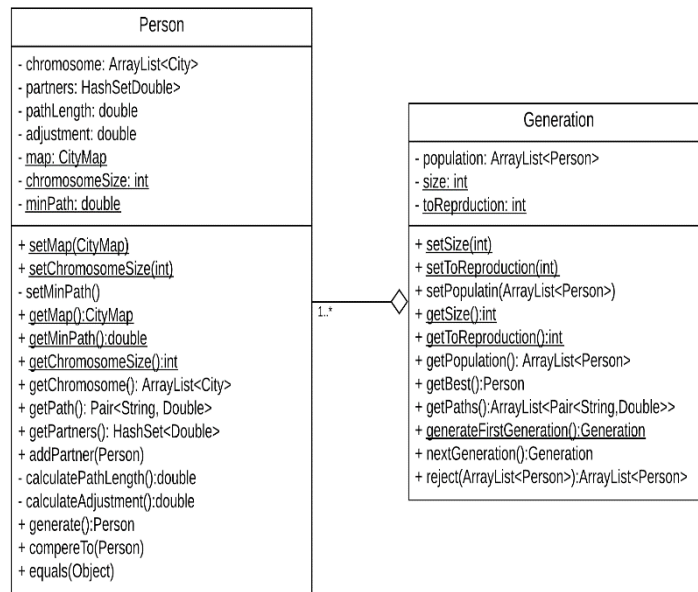 Person
- chromosome: ArrayList<City>
- partners: HashSetDouble>
- pathLength: double
- adjustment: double
- map: CityMap
- chromosomeSize: int
- minPath: double
+ setMap(CityMap)
+ setChromosomeSize(int)
- setMinPath()
+ getMap():CityMap
+ getMinPath():double
+ getChromosomeSize():int
+ getChromosome(): ArrayList<City>
+ getPath(): Pair<String, Double>
+ getPartners(): HashSet<Double>
+ addPartner(Person)
- calculatePathLength():double
- calculateAdjustment():double
+ generate():Person
+ compereTo(Person)
+ equals(Object)
1..*
Generation
- population: ArrayList<Person>
- size: int
- toReprduction: int
+ setSize(int)
+ setToReproduction(int)
+ setPopulatin(ArrayList<Person>)
+ getSize():int
+ getToReproduction():int
+ getPopulation(): ArrayList<Person>
+ getBest():Person
+ getPaths():ArrayList<Pair<String,Double>>
+ generateFirstGeneration():Generation
+ nextGeneration():Generation
+ reject(ArrayList<Person>):ArrayList<Person>